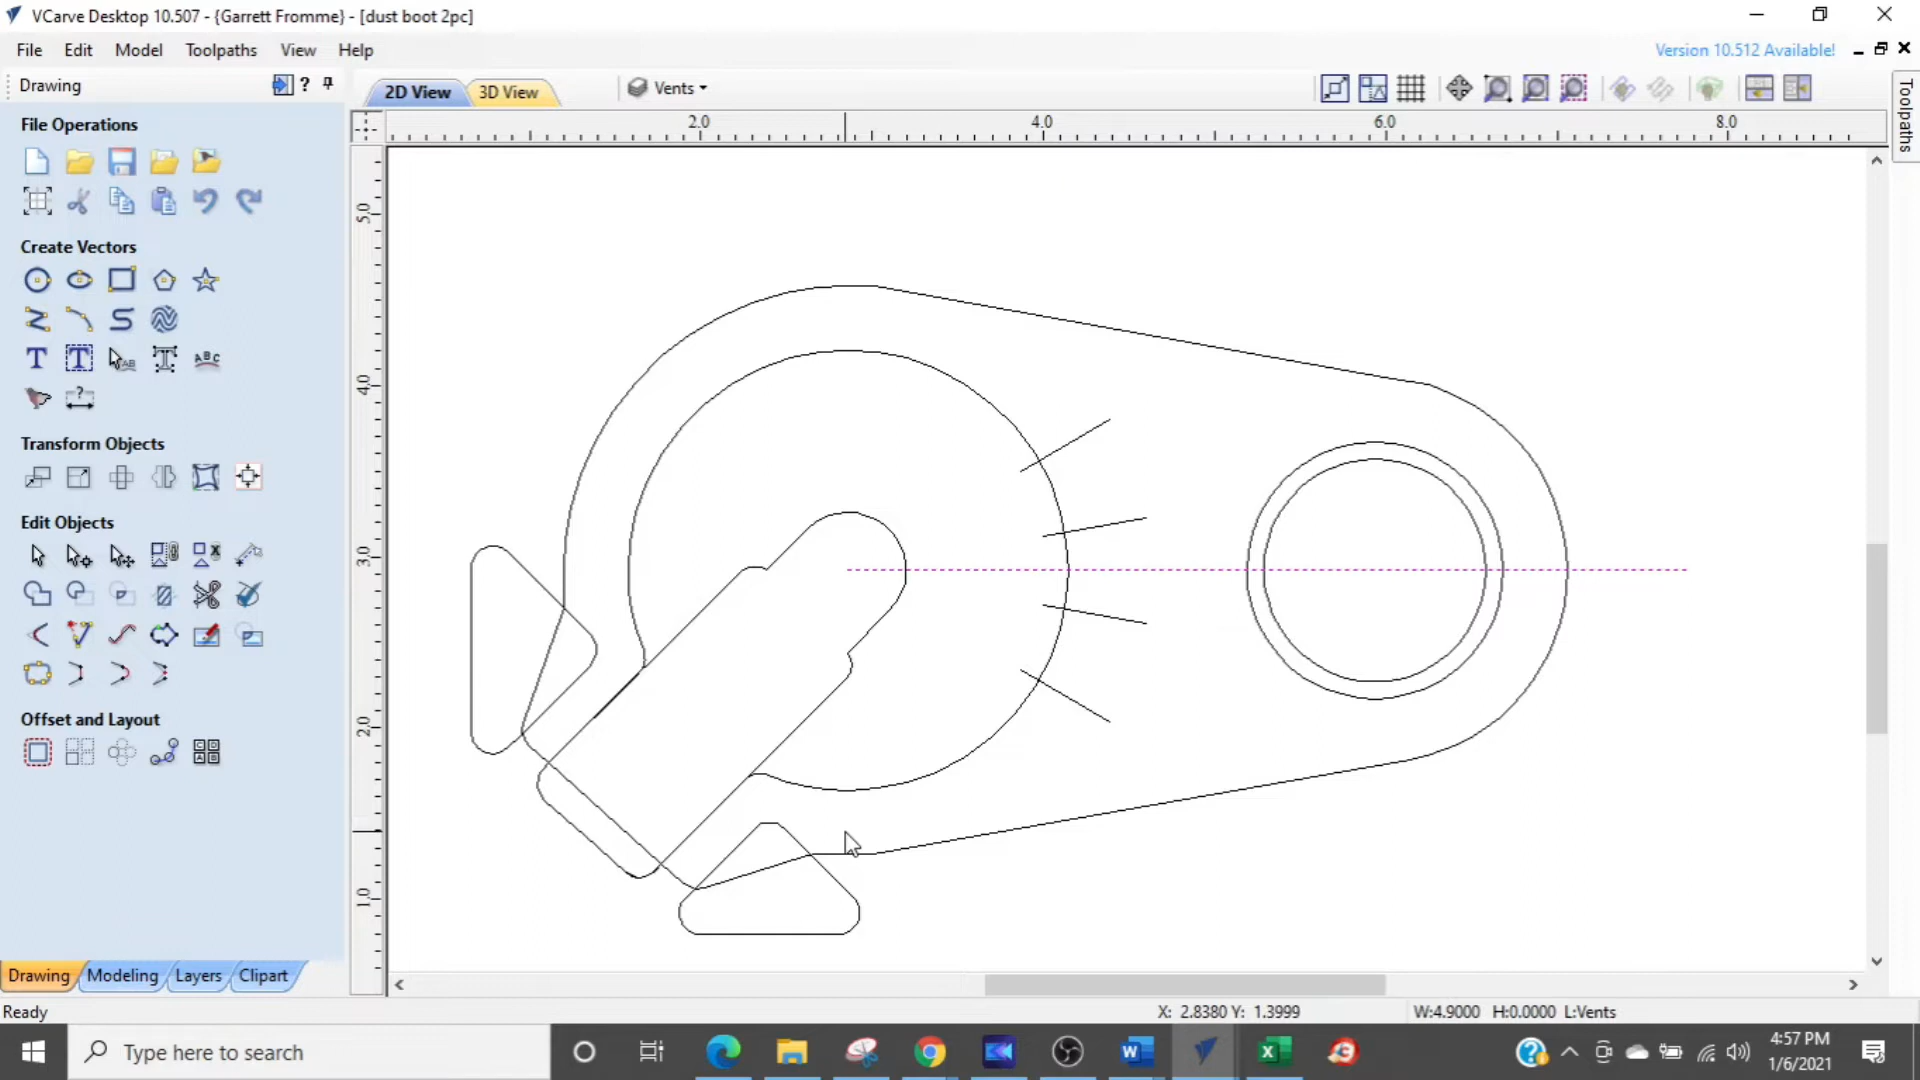 VCarve Desktop 10.507 - {Garrett Fromme} - [dust boot 2pc]
File Edit Model Toolpaths View Help
Version 10.512 Available!
Drawing
?
2D View
3D View
Vents
Toolpaths
File Operations
2.0 4.0 6.0 8.0
5.0
4.0
3.0
2.0
1.0
Create Vectors
Transform Objects
Edit Objects
Offset and Layout
Drawing Modeling Layers Clipart
Ready
X: 2.8380 Y: 1.3999
W:4.9000 H:0.0000 L:Vents
Type here to search
4:57 PM
1/6/2021